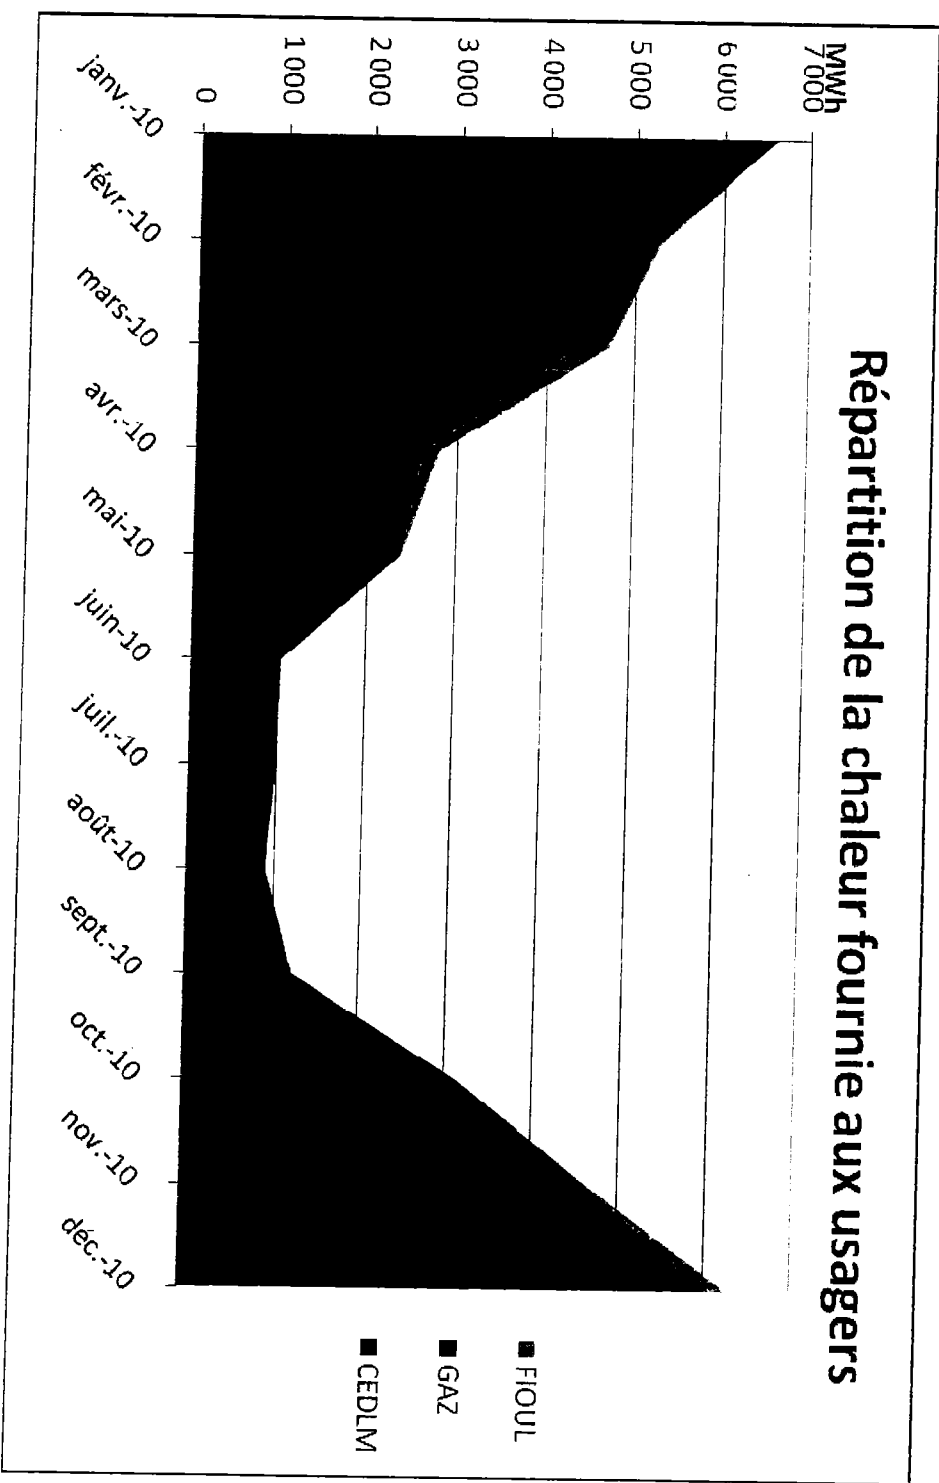 Répartition de la chaleur fournie aux usagers
MWh
7 000
6 000
5 000
4 000
3 000
2 000
1 000
0
janv.-10
févr.-10
mars-10
avr.-10
mai-10
juin-10
juil.-10
août-10
sept.-10
oct.-10
nov.-10
déc.-10
FIOUL
GAZ
CEDLM